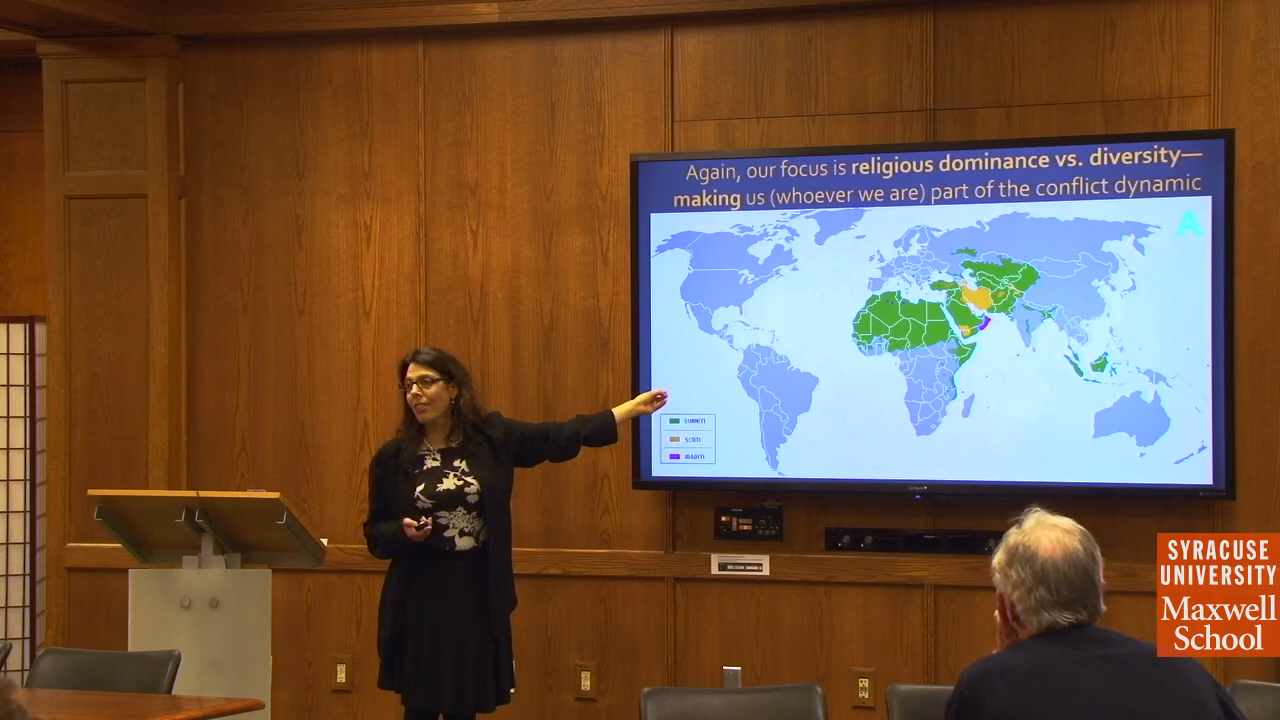 Again, our focus is religious dominance vs. diversity—
making us (whoever we are) part of the conflict dynamic
SUNNITI
SCIITI
IBADITI
SYRACUSE
UNIVERSITY
Maxwell
School